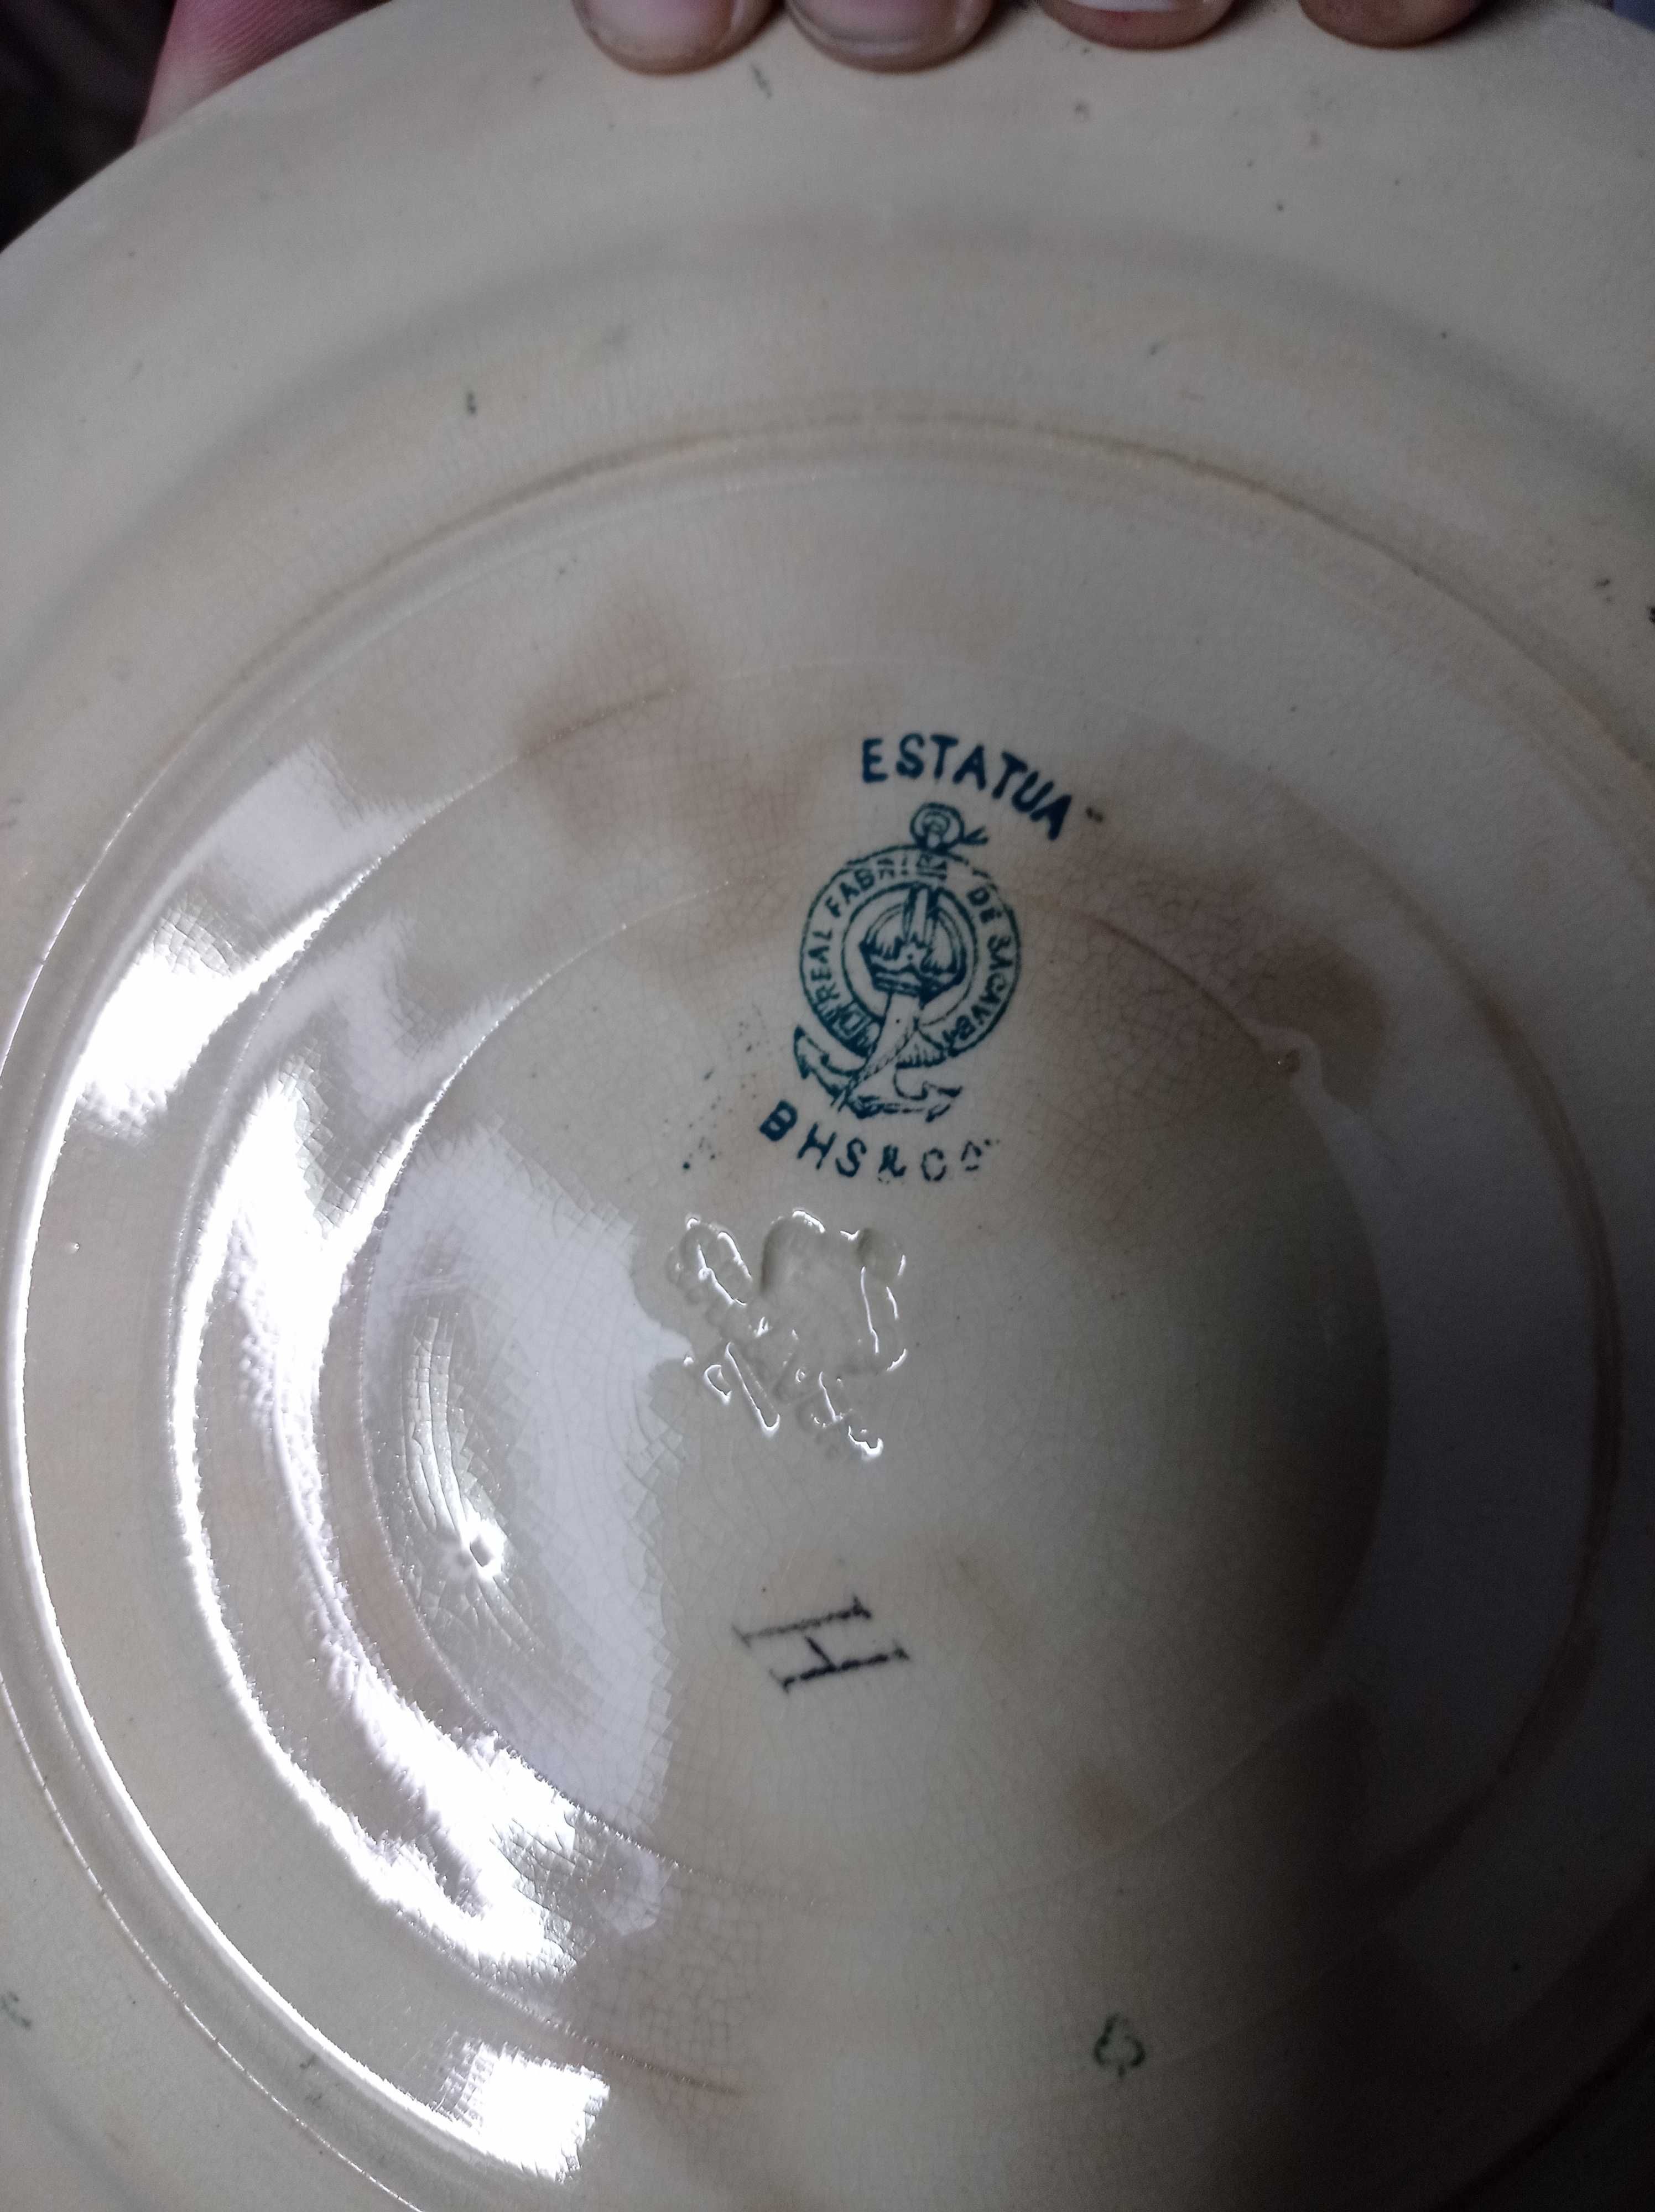 ESTATUA
REAL FABRICA DE SACAVEM
BHS & Co
H